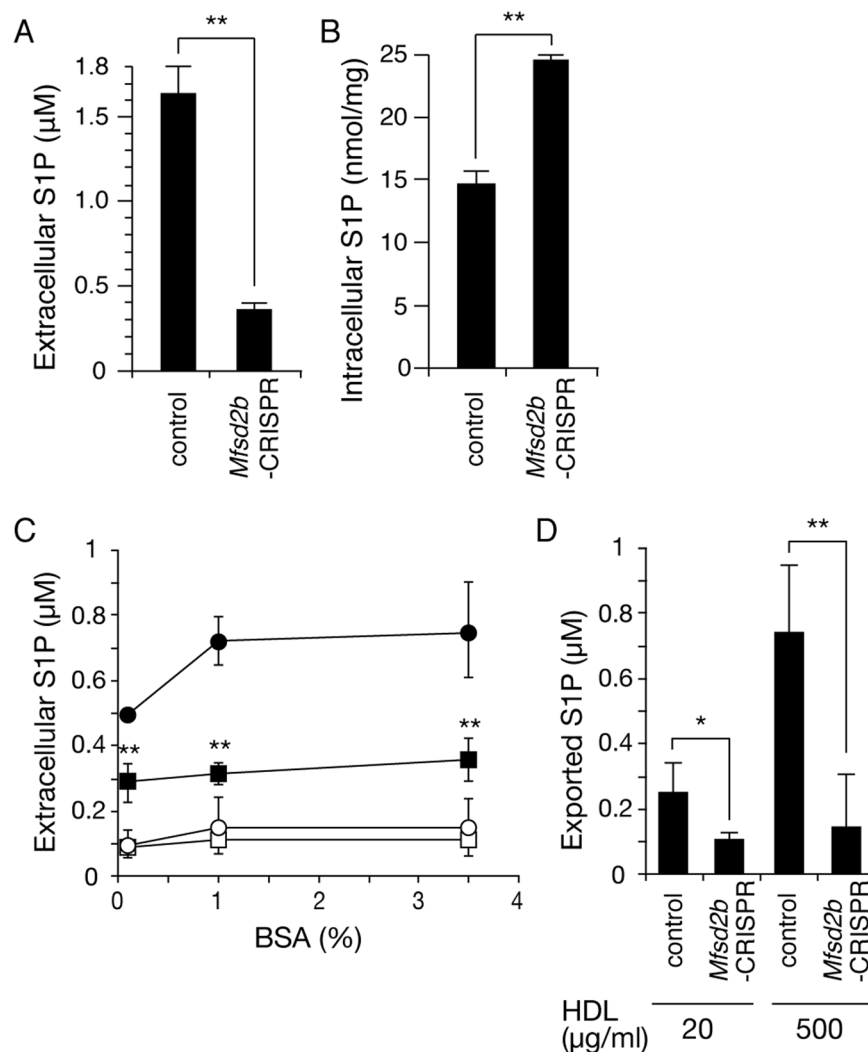 A
**
Extracellular S1P (µM)
1.8
1.5
1.0
0.5
0
control
Mfsd2b
-CRISPR
B
**
Intracellular S1P (nmol/mg)
25
20
15
10
5
0
control
Mfsd2b
-CRISPR
C
Extracellular S1P (µM)
1
0.8
0.6
0.4
0.2
0
**
**
**
0
1
2
3
4
BSA (%)
D
Exported S1P (µM)
1
0.8
0.6
0.4
0.2
0
*
**
control
Mfsd2b
-CRISPR
control
Mfsd2b
-CRISPR
HDL
(µg/ml)
20
500